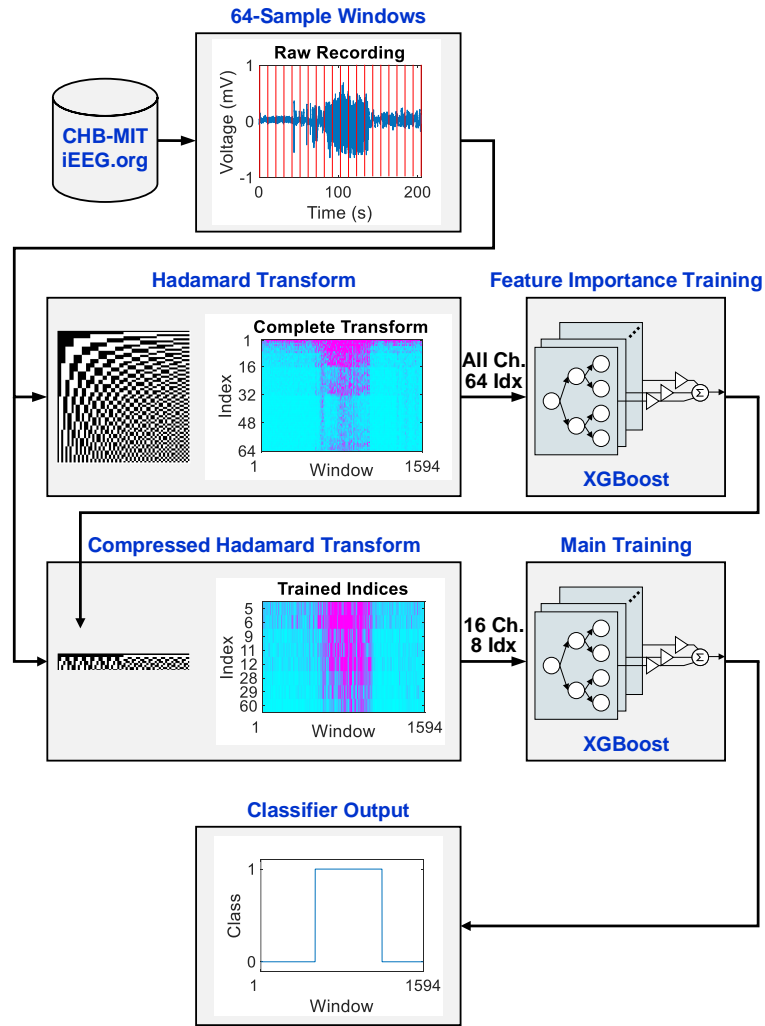 64-Sample Windows
Raw Recording
CHB-MIT
iEEG.org
Voltage (mV)
1
0
-1
0
100
200
Time (s)
Hadamard Transform
Feature Importance Training
Complete Transform
Index
1
16
32
48
64
1
1594
Window
All Ch.
64 Idx
Σ
XGBoost
Compressed Hadamard Transform
Main Training
Trained Indices
Index
5
6
9
11
12
28
29
60
1
1594
Window
16 Ch.
8 Idx
Σ
XGBoost
Classifier Output
Class
1
0
1
1594
Window